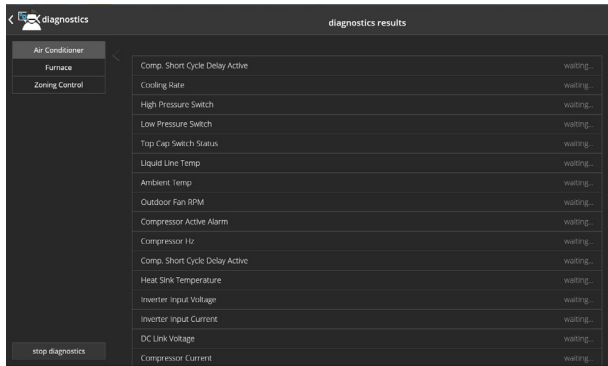 diagnostics
diagnostics results
Air Conditioner
Furnace
Zoning Control
Comp. Short Cycle Delay Active waiting...
Cooling Rate waiting...
High Pressure Switch waiting...
Low Pressure Switch waiting...
Top Cap Switch Status waiting...
Liquid Line Temp waiting...
Ambient Temp waiting...
Outdoor Fan RPM waiting...
Compressor Active Alarm waiting...
Compressor Hz waiting...
Comp. Short Cycle Delay Active waiting...
Heat Sink Temperature waiting...
Inverter Input Voltage waiting...
Inverter Input Current waiting...
DC Link Voltage waiting...
Compressor Current waiting...
stop diagnostics